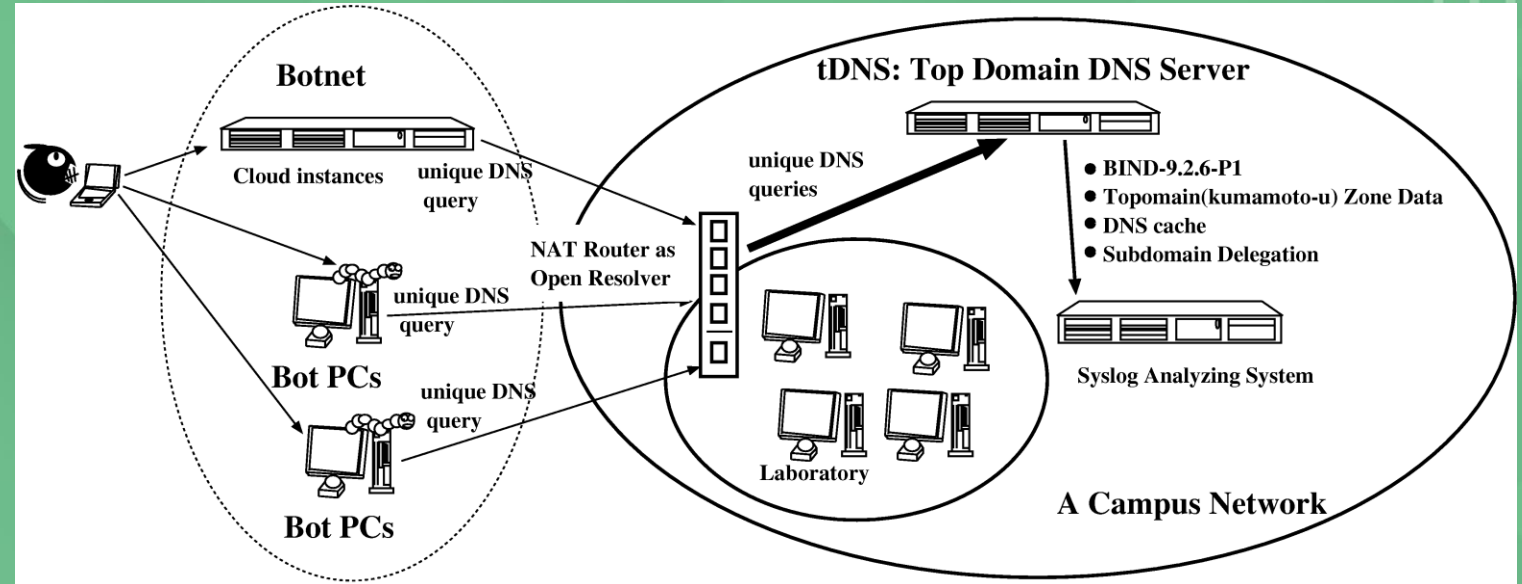 Botnet
Cloud instances
unique DNS
query
Bot PCs
unique DNS
query
Bot PCs
unique DNS
query
NAT Router as
Open Resolver
tDNS: Top Domain DNS Server
unique DNS
queries
● BIND-9.2.6-P1
● Topomain(kumamoto-u) Zone Data
● DNS cache
● Subdomain Delegation
Syslog Analyzing System
Laboratory
A Campus Network